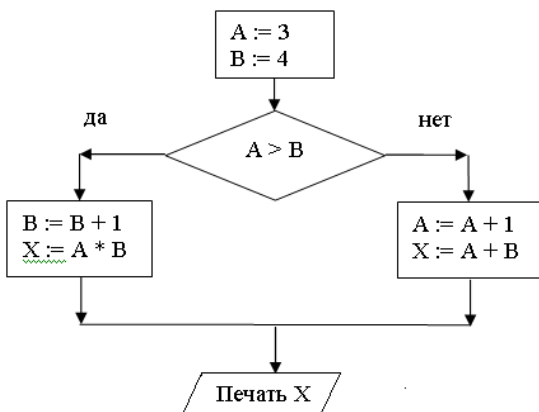 A := 3
B := 4
да
нет
A > B
B := B + 1
X := A * B
A := A + 1
X := A + B
Печать X